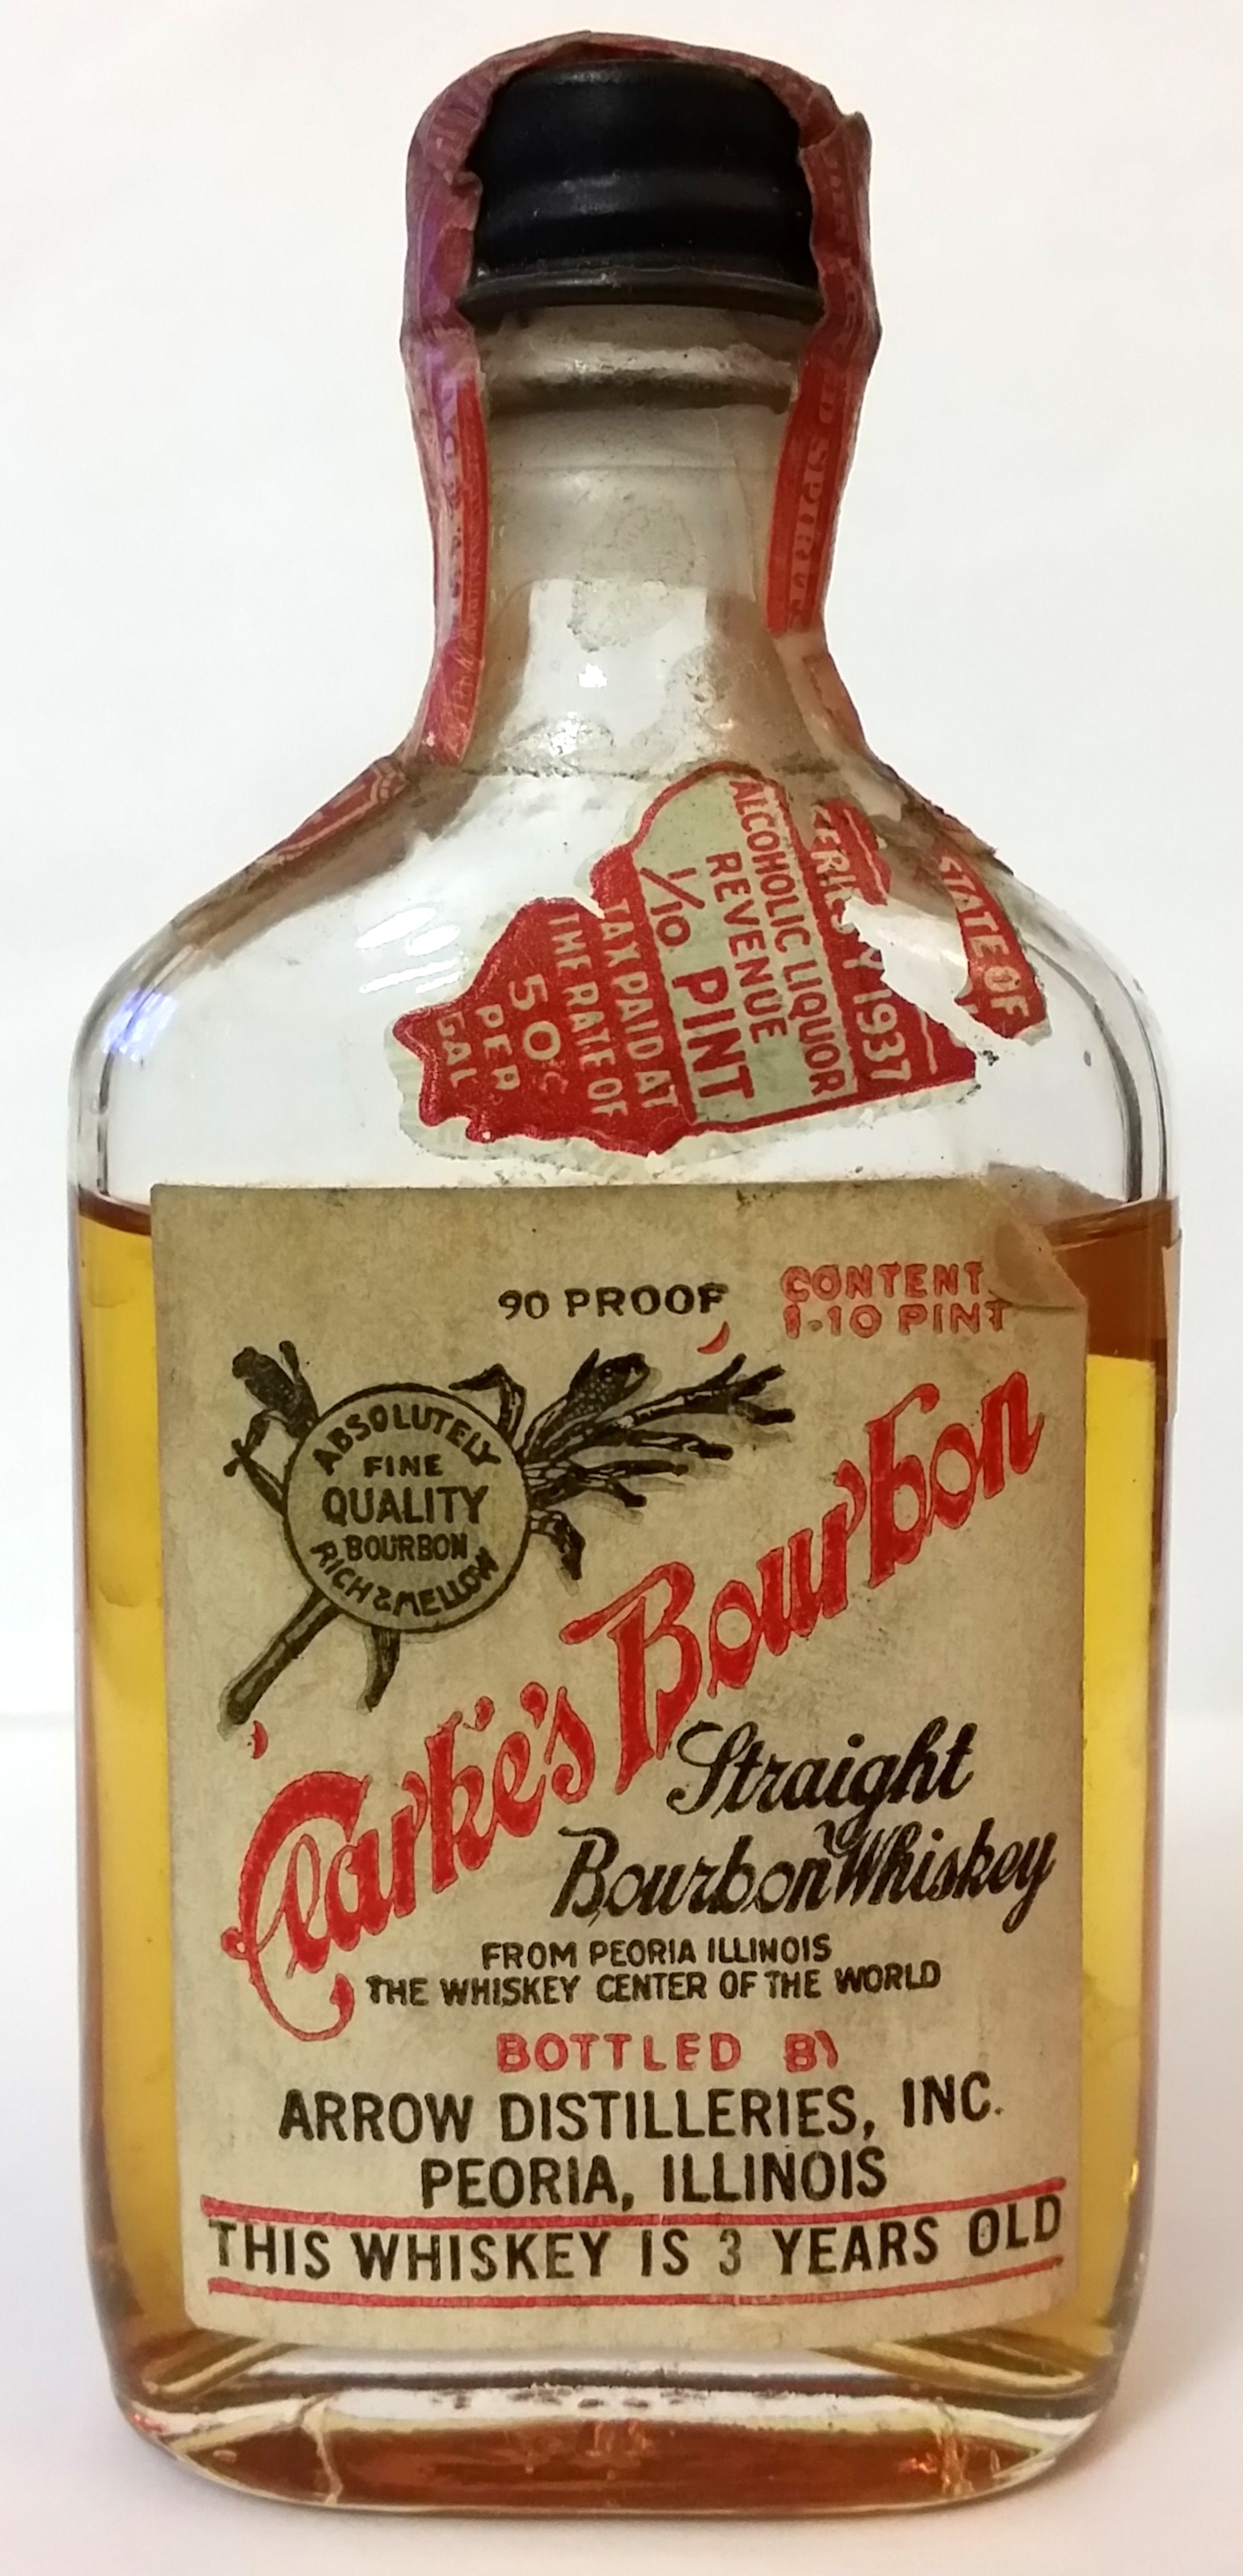 STATE OF
Y 1937
ALCOHOLIC LIQUOR
REVENUE
1/10 PINT
TAX PAID AT
THE RATE OF
50¢
PER
GAL
90 PROOF
CONTENT
1-10 PINT
ABSOLUTELY
FINE
QUALITY
BOURBON
RICH & MELLOW
Clarke's Bourbon
Straight
Bourbon Whiskey
FROM PEORIA ILLINOIS
THE WHISKEY CENTER OF THE WORLD
BOTTLED BY
ARROW DISTILLERIES, INC.
PEORIA, ILLINOIS
THIS WHISKEY IS 3 YEARS OLD